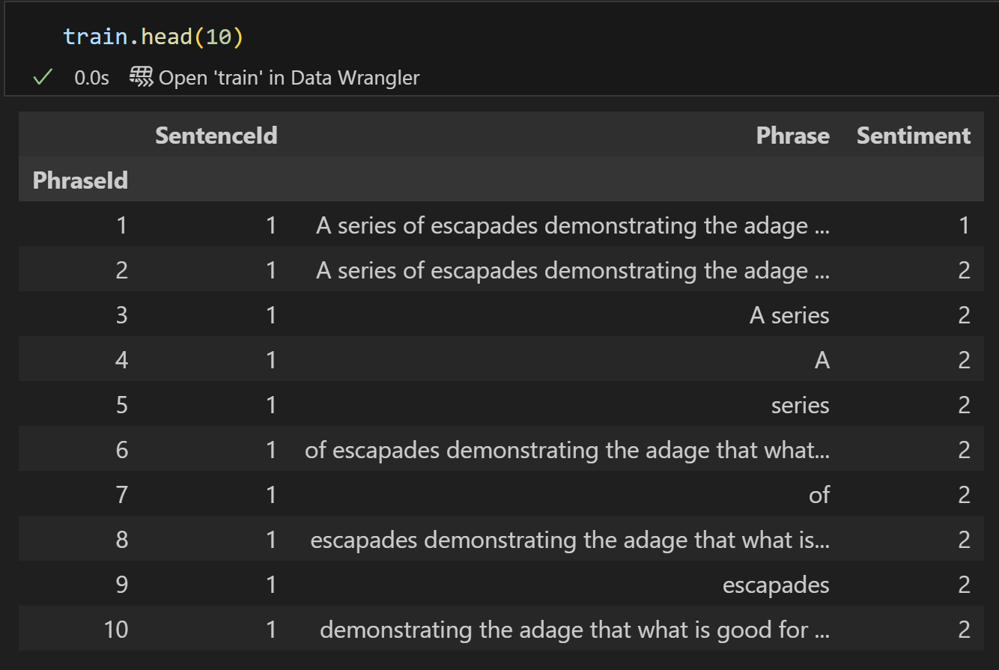 train.head(10)
0.0s Open 'train' in Data Wrangler
SentenceId Phrase Sentiment
PhraseId
1 1 A series of escapades demonstrating the adage ... 1
2 1 A series of escapades demonstrating the adage ... 2
3 1 A series 2
4 1 A 2
5 1 series 2
6 1 of escapades demonstrating the adage that what... 2
7 1 of 2
8 1 escapades demonstrating the adage that what is... 2
9 1 escapades 2
10 1 demonstrating the adage that what is good for ... 2